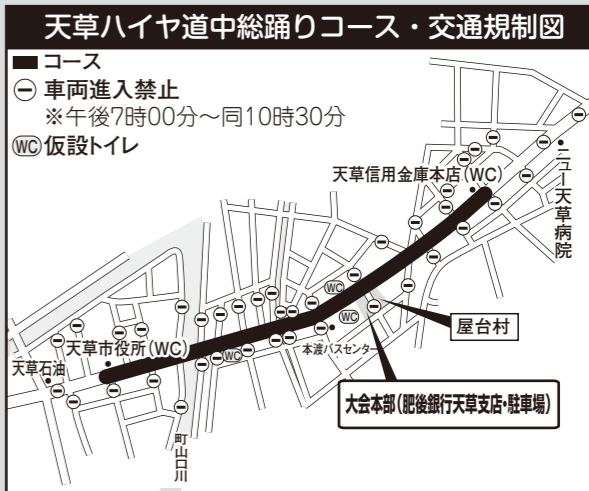 天草ハイヤ道中総踊りコース・交通規制図
コース
車両進入禁止
※午後7時00分～同10時30分
WC 仮設トイレ
天草信用金庫本店(WC)
ニュー天草病院
WC
屋台村
WC
本渡バスセンター
天草市役所(WC)
WC
天草石油
大会本部(肥後銀行天草支店・駐車場)
町山口川